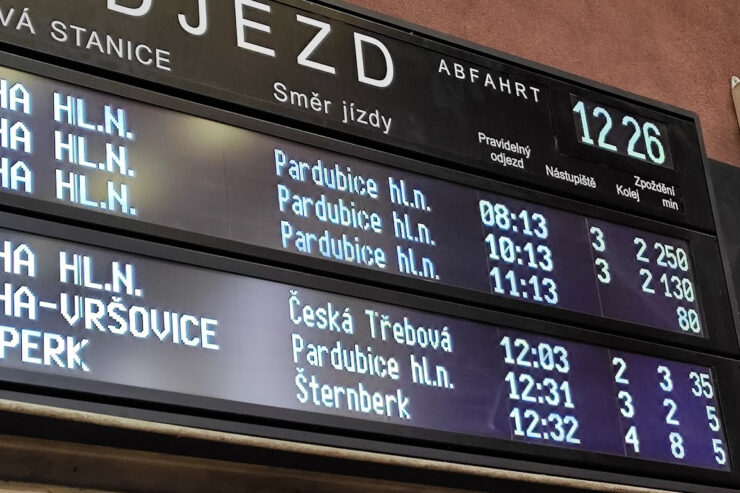 DJEZD
VÁ STANICE
ABFAHRT
Směr jízdy
12 26
Pravidelný odjezd
Nástupiště
Kolej
Zpoždění min
HA HL.N. Pardubice hl.n. 08:13 3 2 250
HA HL.N. Pardubice hl.n. 10:13 3 2 130
HA HL.N. Pardubice hl.n. 11:13 80
HA HL.N. Česká Třebová 12:03 2 3 35
HA-VRŠOVICE Pardubice hl.n. 12:31 3 2 5
PERK Šternberk 12:32 4 8 5